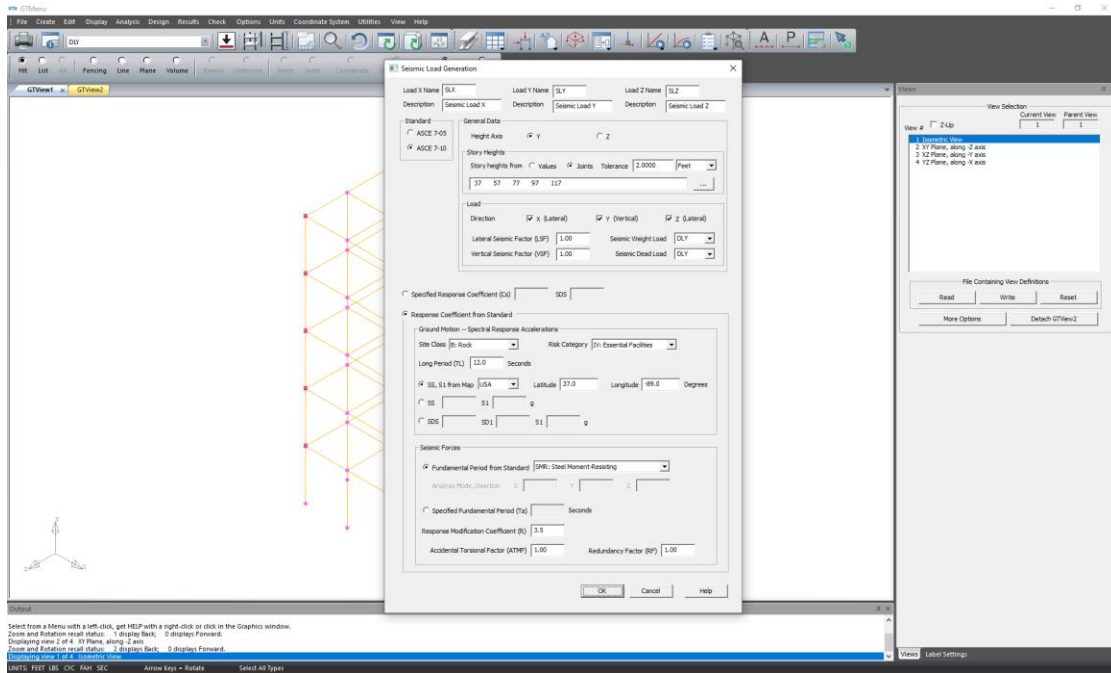 GTMenu
File Create Edit Display Analysis Design Results Check Options Units Coordinate System Utilities View Help
DLY
A P
Hit List All Fencing Line Plane Volume Bound Unbound Point Joint Coordinate
GTView1 x GTView2
Seismic Load Generation
Load X Name SLX Load Y Name SLY Load Z Name SLZ
Description Seismic Load X Description Seismic Load Y Description Seismic Load Z
Standard
ASCE 7-05
ASCE 7-10
General Data
Height Axis Y Z
Story Heights
Story heights from Values Joints Tolerance 2.0000 Feet
37 57 77 97 117 ...
Load
Direction X (Lateral) Y (Vertical) Z (Lateral)
Lateral Seismic Factor (LSF) 1.00 Seismic Weight Load DLY
Vertical Seismic Factor (VSF) 1.00 Seismic Dead Load DLY
Specified Response Coefficient (Cs) SDS
Response Coefficient from Standard
Ground Motion -- Spectral Response Accelerations
Site Class B: Rock Risk Category IV: Essential Facilities
Long Period (TL) 12.0 Seconds
SS, S1 from Map USA Latitude 37.0 Longitude -89.0 Degrees
SS S1 g
SDS SD1 S1 g
Seismic Forces
Fundamental Period from Standard SMR: Steel Moment-Resisting
Analysis Mode, Direction X Y Z
Specified Fundamental Period (Ta) Seconds
Response Modification Coefficient (R) 3.5
Accidental Torsional Factor (ATMF) 1.00 Redundancy Factor (RF) 1.00
OK Cancel Help
Views
View Selection
Current View Parent View
View # Z-Up 1 1
1 Isometric View
2 XY Plane, along -Z axis
3 XZ Plane, along -Y axis
4 YZ Plane, along -X axis
File Containing View Definitions
Read Write Reset
More Options Detach GTView2
Views Label Settings
Output
Select from a Menu with a left-click, get HELP with a right-click or click in the Graphics window.
Zoom and Rotation recall status: 1 display Back; 0 displays Forward.
Displaying view 2 of 4 XY Plane, along -Z axis
Zoom and Rotation recall status: 2 displays Back; 0 displays Forward.
Displaying view 1 of 4 Isometric View
UNITS: FEET LBS CYC FAH SEC Arrow Keys = Rotate Select All Types